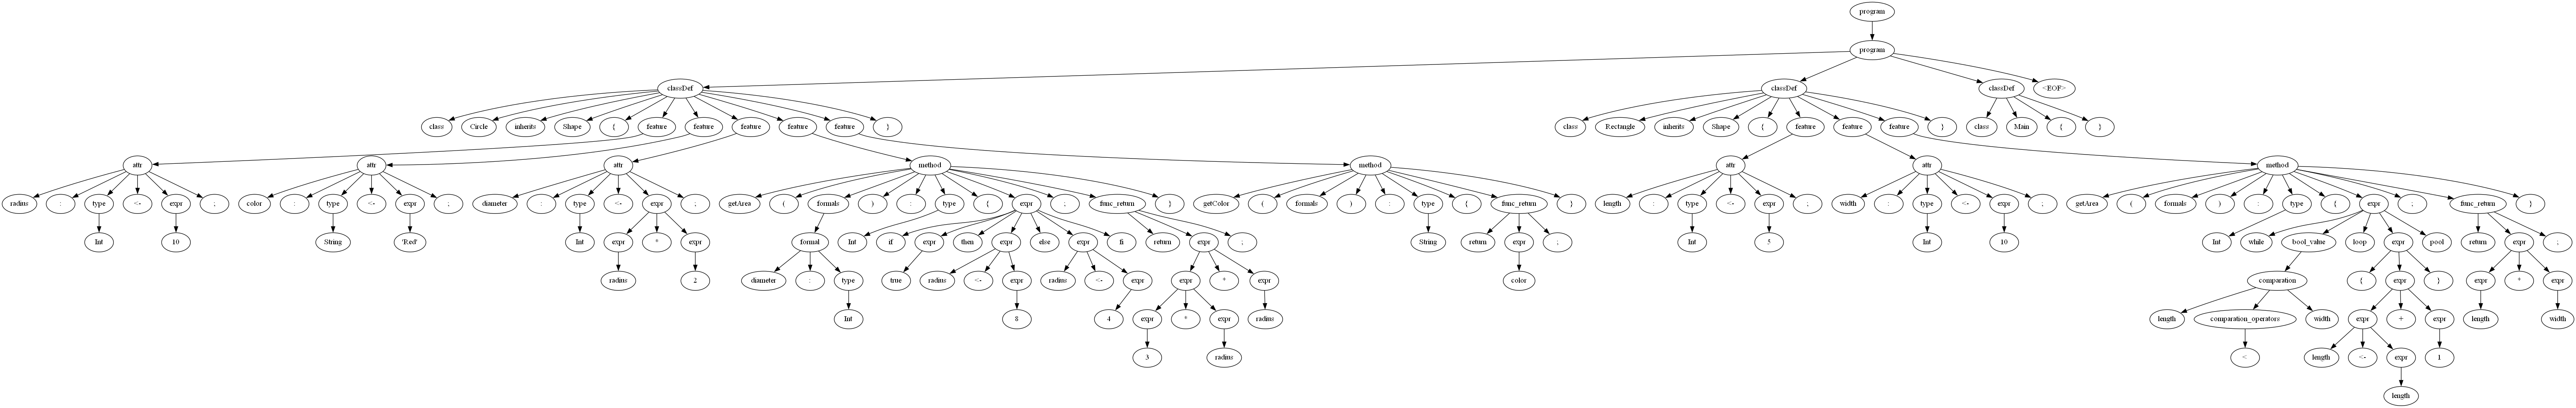 program
program
classDef classDef classDef <EOF>
class Circle inherits Shape { feature feature feature feature feature } class Rectangle inherits Shape { feature feature feature } class Main { }
attr attr attr method method attr attr method
radius : type <- expr ; color : type <- expr ; diameter : type <- expr ; getArea ( formals ) : type { expr ; func_return } getColor ( formals ) : type { func_return } length : type <- expr ; width : type <- expr ; getArea ( formals ) : type { expr ; func_return }
Int 10 String 'Red' Int expr * expr formal Int if expr then expr else expr fi return expr ; String return expr ; Int 5 Int 10 Int while bool_value loop expr pool return expr ;
radius 2 diameter : type true radius <- expr radius <- expr expr * expr color comparation { expr } expr * expr
Int 8 4 expr * expr radius length comparation_operators width expr + expr length width
3 radius < length <- expr 1
length